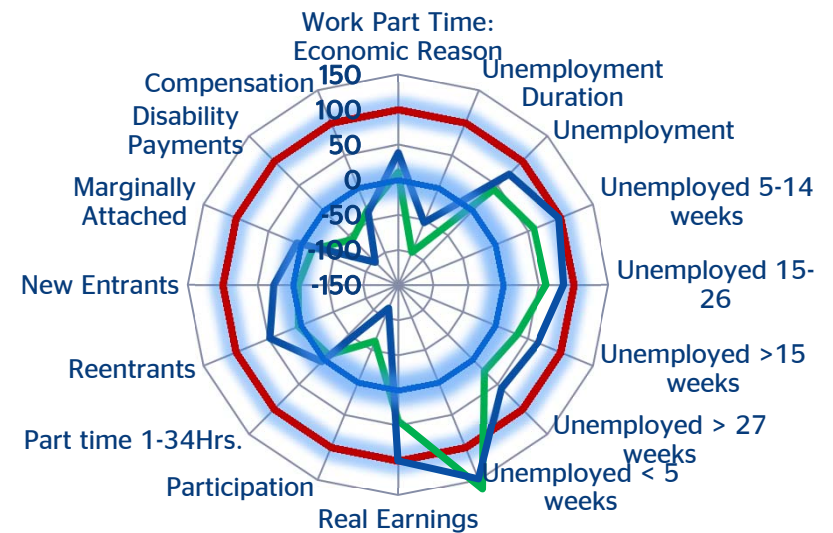 Work Part Time:
Economic Reason
Unemployment
Duration
Unemployment
Unemployed 5-14
weeks
Unemployed 15-
26
Unemployed >15
weeks
Unemployed > 27
weeks
Unemployed < 5
weeks
Real Earnings
Participation
Part time 1-34Hrs.
Reentrants
New Entrants
Marginally
Attached
Disability
Payments
Compensation
150
100
50
0
-50
-100
-150